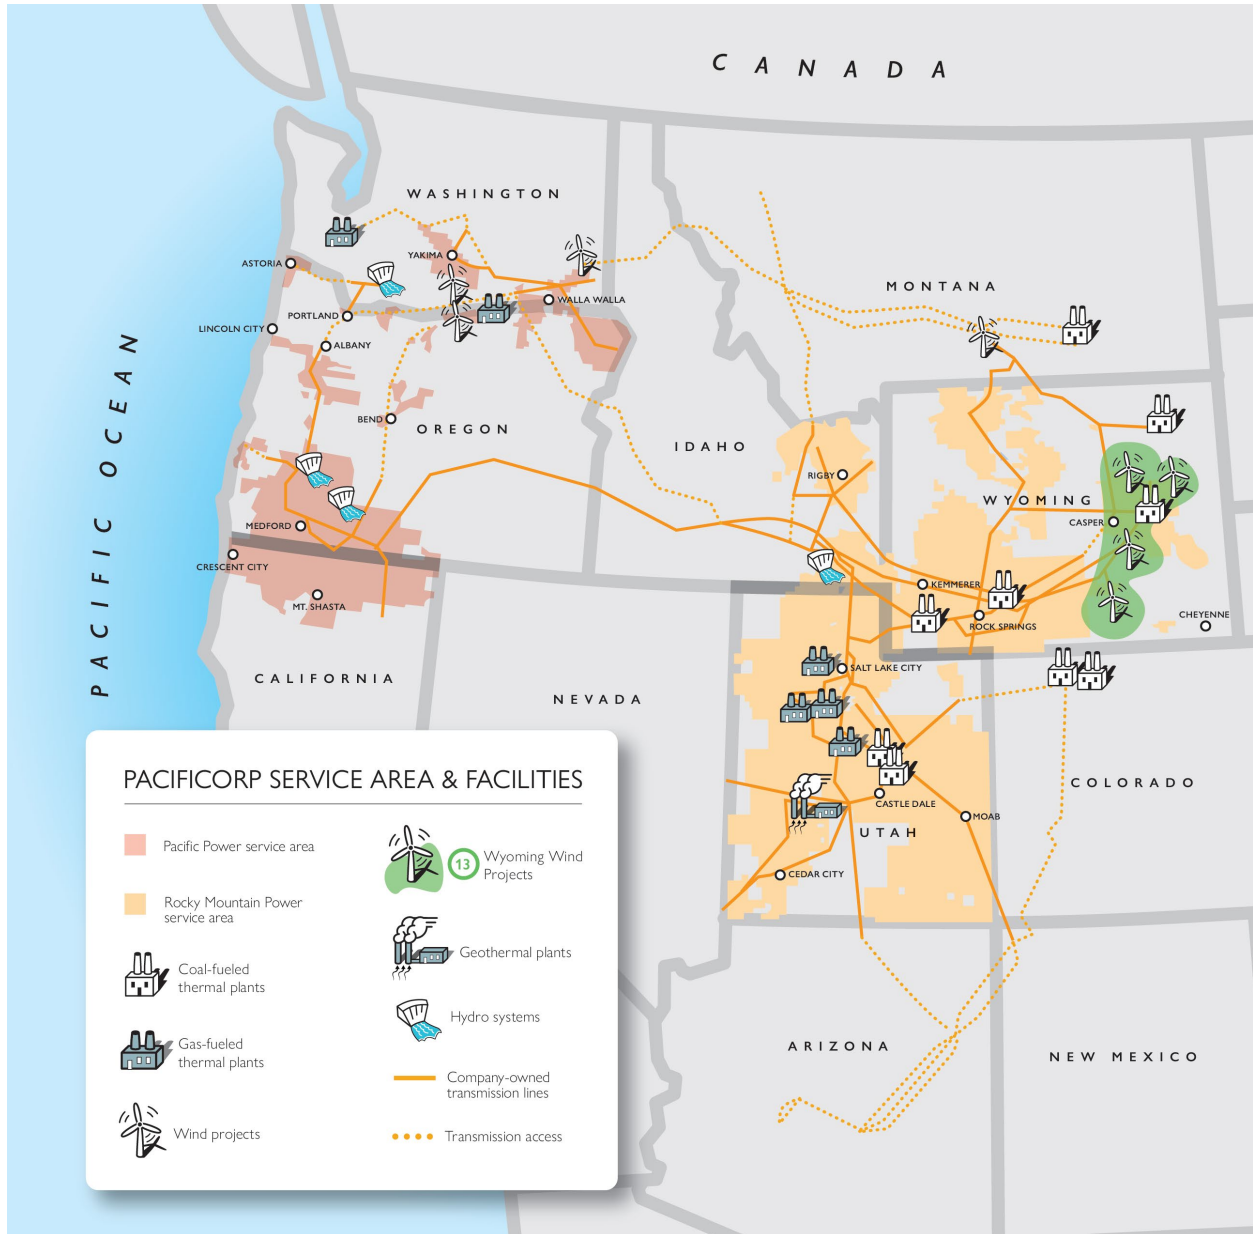 CANADA
WASHINGTON
YAKIMA
ASTORIA
MONTANA
WALLA WALLA
PORTLAND
LINCOLN CITY
ALBANY
PACIFIC OCEAN
BEND
OREGON
IDAHO
RIGBY
WYOMING
CASPER
MEDFORD
CRESCENT CITY
KEMMERER
MT. SHASTA
ROCK SPRINGS
CHEYENNE
SALT LAKE CITY
CALIFORNIA
NEVADA
COLORADO
CASTLE DALE
MOAB
UTAH
CEDAR CITY
ARIZONA
NEW MEXICO
PACIFICORP SERVICE AREA & FACILITIES
Pacific Power service area
Rocky Mountain Power
service area
Coal-fueled
thermal plants
Gas-fueled
thermal plants
Wind projects
13
Wyoming Wind
Projects
Geothermal plants
Hydro systems
Company-owned
transmission lines
Transmission access